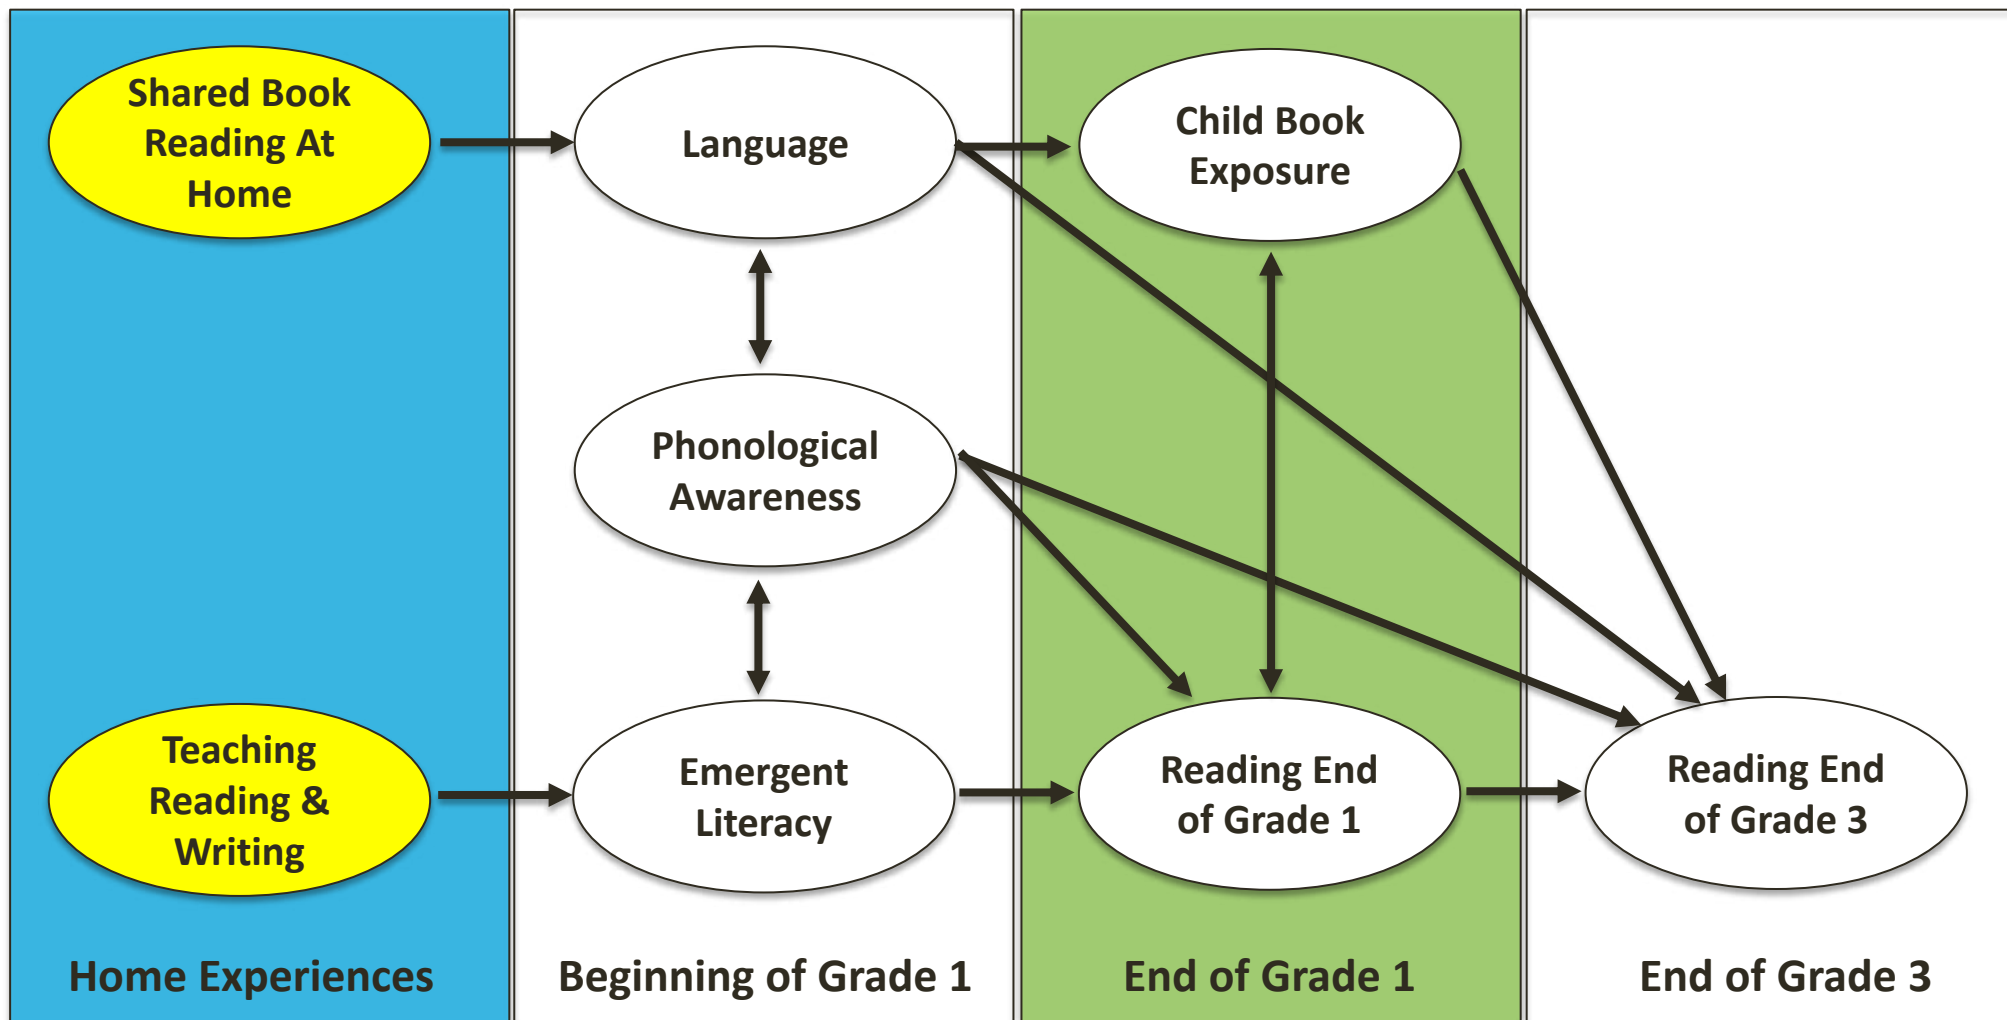 Shared Book
Reading At
Home
Language
Child Book
Exposure
Phonological
Awareness
Teaching
Reading &
Writing
Emergent
Literacy
Reading End
of Grade 1
Reading End
of Grade 3
Home Experiences
Beginning of Grade 1
End of Grade 1
End of Grade 3